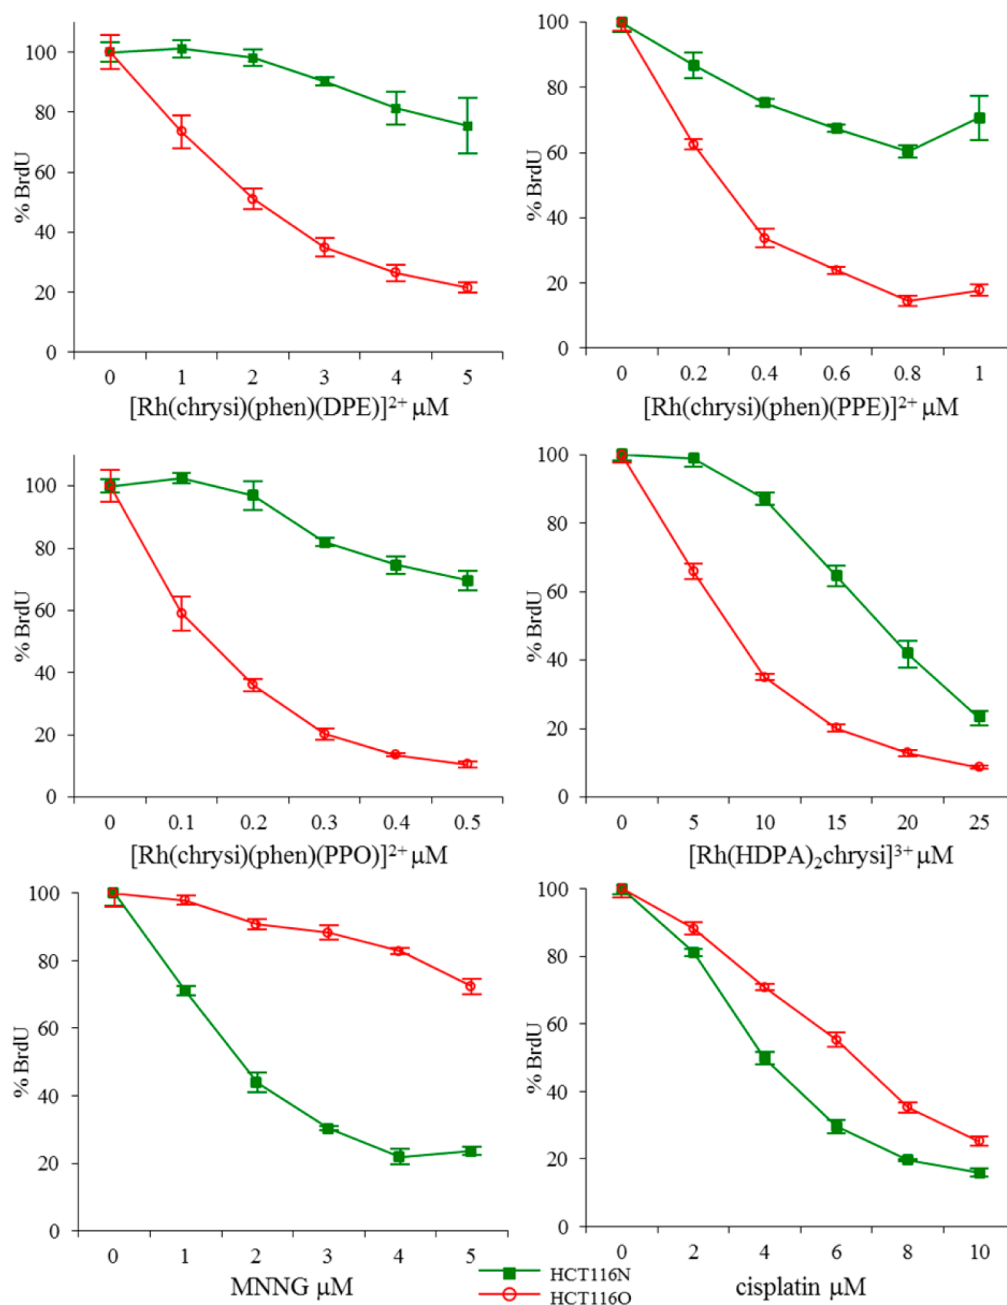 100
80
60
40
20
0
% BrdU
0 1 2 3 4 5
[Rh(chrysi)(phen)(DPE)]²⁺ μM
100
80
60
40
20
0
% BrdU
0 0.2 0.4 0.6 0.8 1
[Rh(chrysi)(phen)(PPE)]²⁺ μM
100
80
60
40
20
0
% BrdU
0 0.1 0.2 0.3 0.4 0.5
[Rh(chrysi)(phen)(PPO)]²⁺ μM
100
80
60
40
20
0
% BrdU
0 5 10 15 20 25
[Rh(HDPA)₂chrysi]³⁺ μM
100
80
60
40
20
0
% BrdU
0 1 2 3 4 5
MNNG μM
100
80
60
40
20
0
% BrdU
0 2 4 6 8 10
cisplatin μM
HCT116N
HCT116O